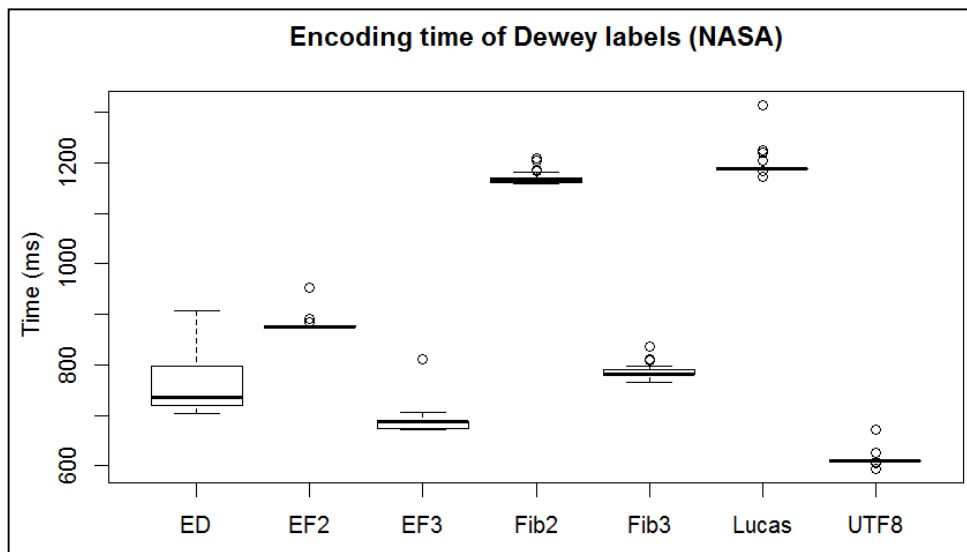 Encoding time of Dewey labels (NASA)
Time (ms)
1200
1000
800
600
ED EF2 EF3 Fib2 Fib3 Lucas UTF8